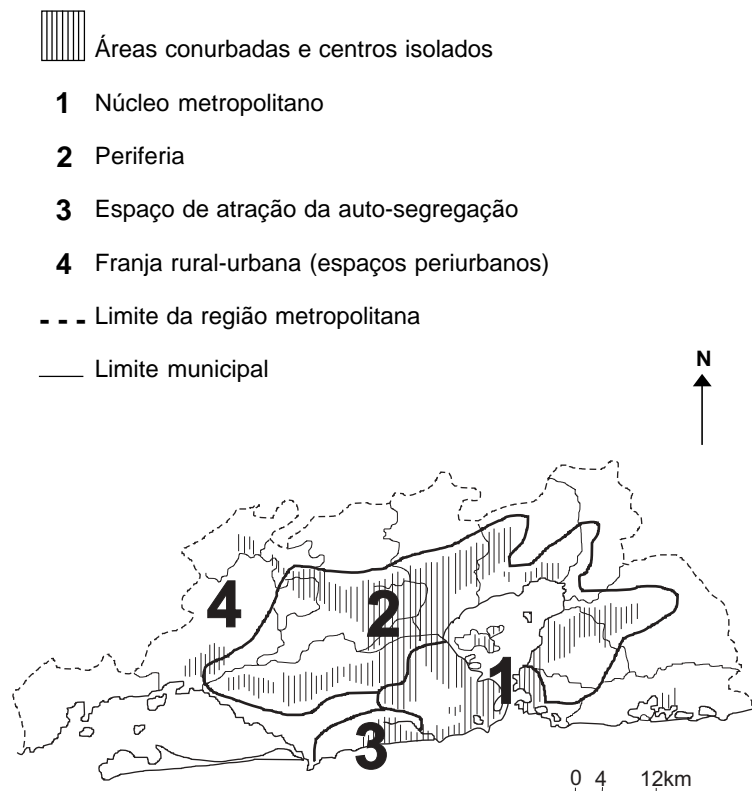 Áreas conurbadas e centros isolados
1 Núcleo metropolitano
2 Periferia
3 Espaço de atração da auto-segregação
4 Franja rural-urbana (espaços periurbanos)
Limite da região metropolitana
Limite municipal
N
4
2
1
3
0 4 12km